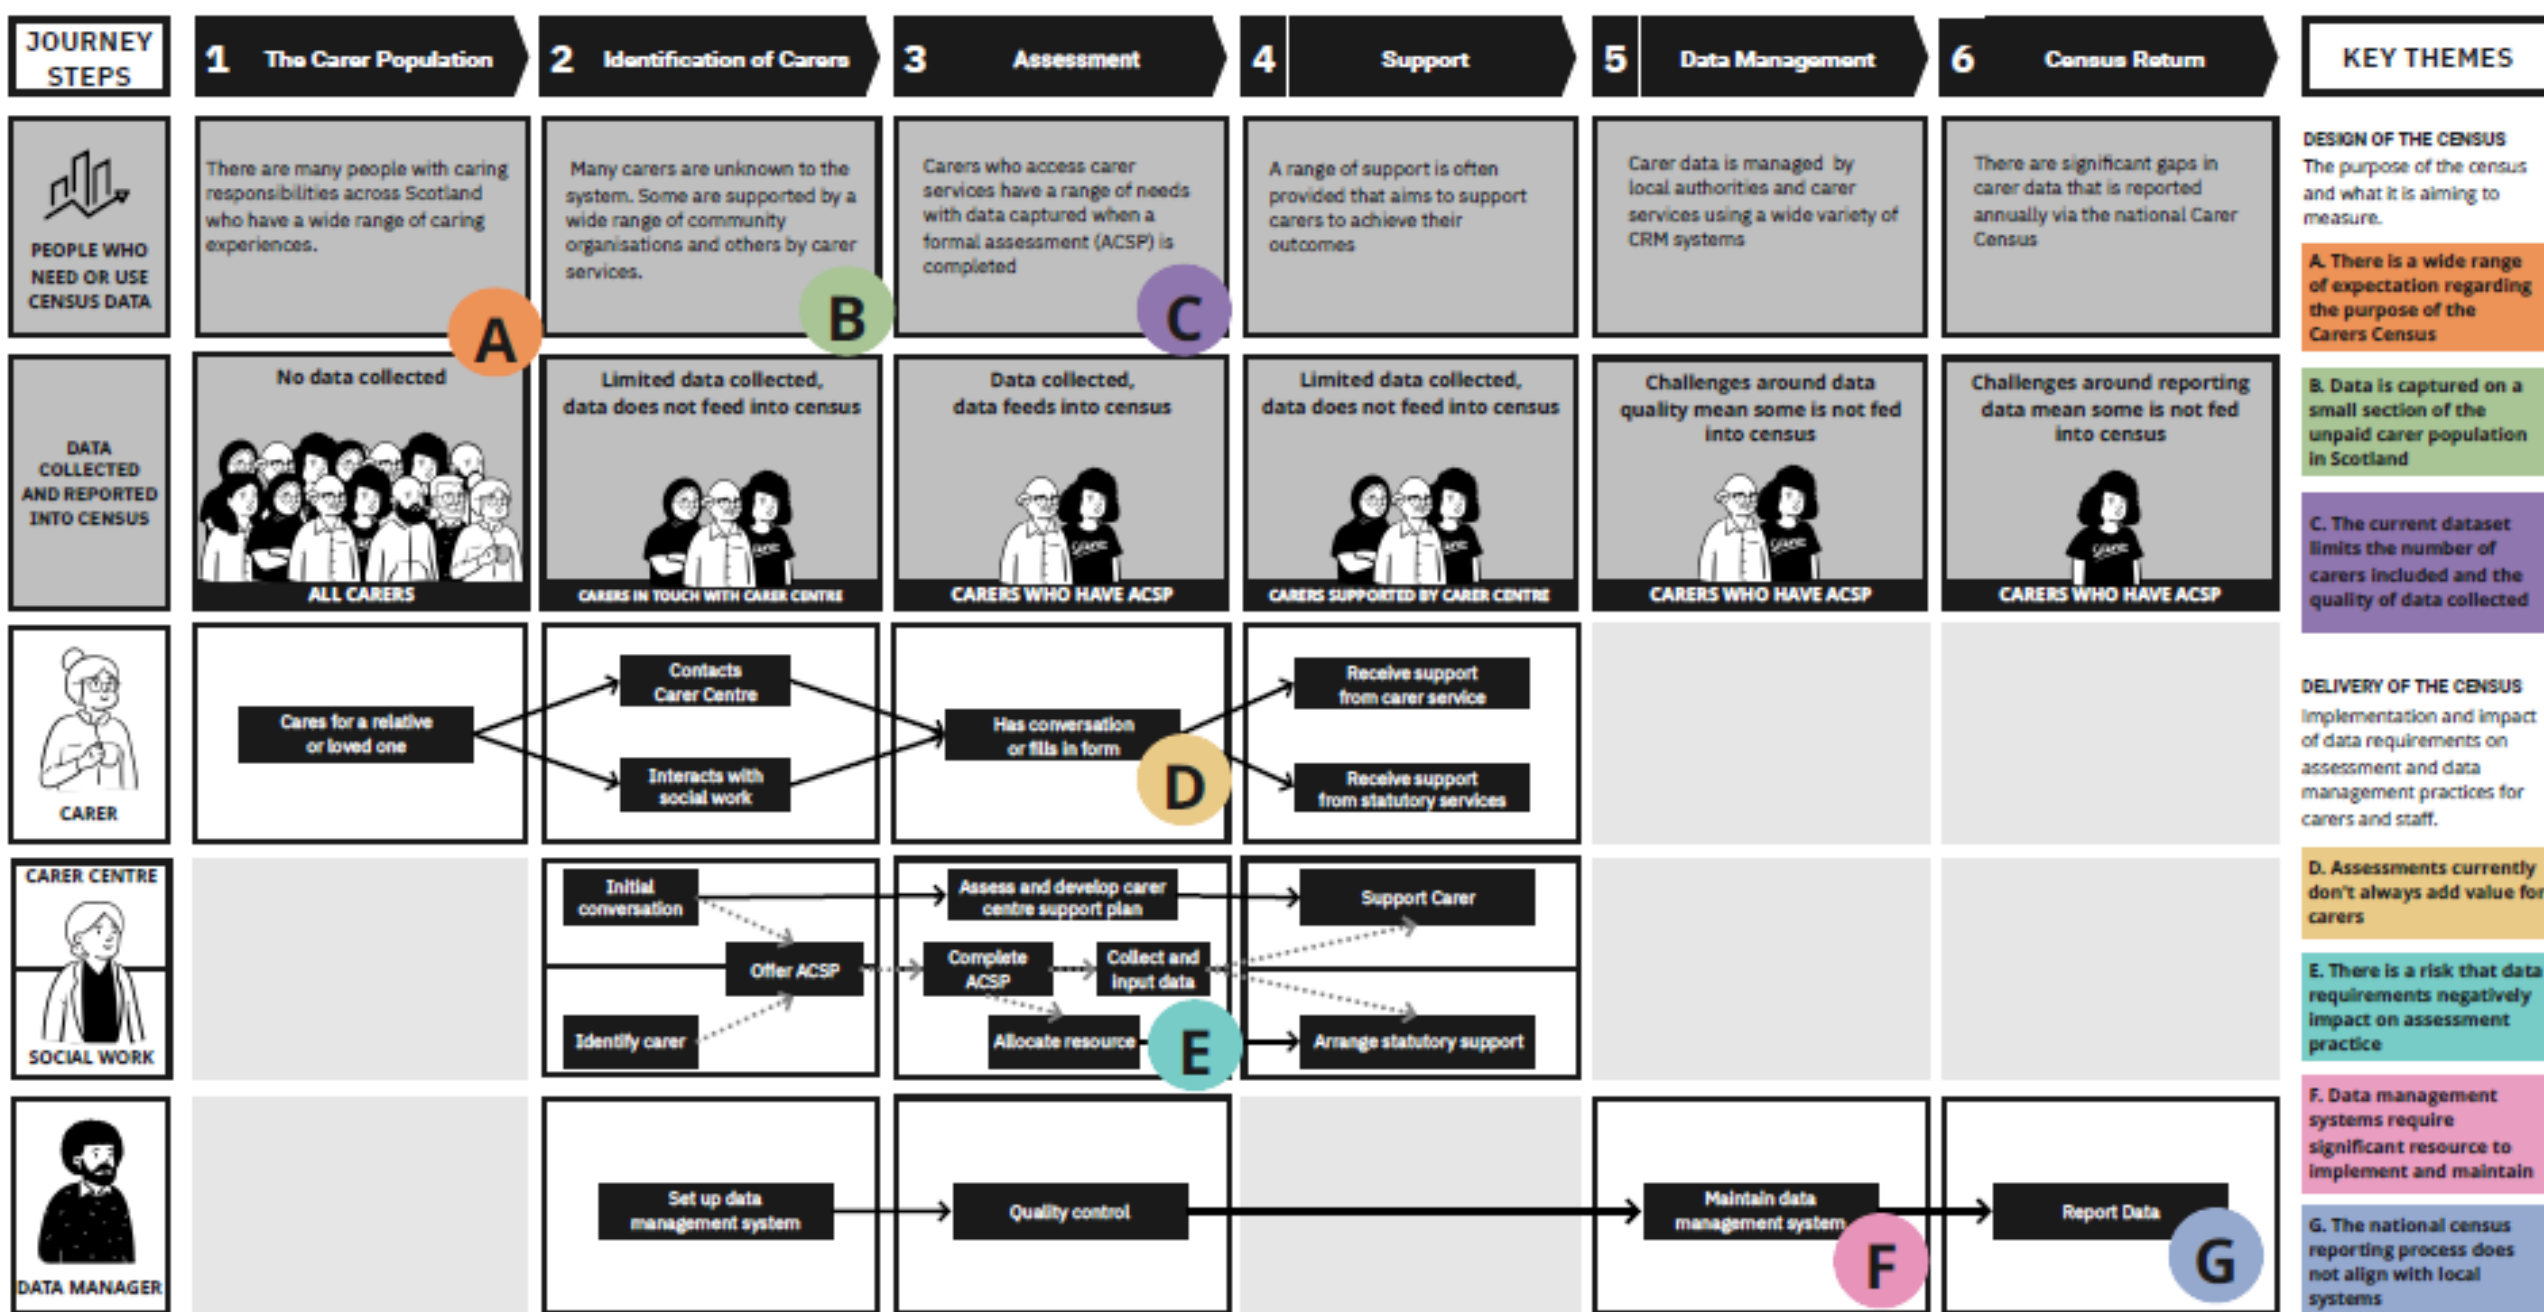 JOURNEY
STEPS
1 The Carer Population
2 Identification of Carers
3 Assessment
4 Support
5 Data Management
6 Census Return
KEY THEMES
PEOPLE WHO
NEED OR USE
CENSUS DATA
There are many people with caring
responsibilities across Scotland
who have a wide range of caring
experiences.
A
Many carers are unknown to the
system. Some are supported by a
wide range of community
organisations and others by carer
services.
B
Carers who access carer
services have a range of needs
with data captured when a
formal assessment (ACSP) is
completed
C
A range of support is often
provided that aims to support
carers to achieve their
outcomes
Carer data is managed by
local authorities and carer
services using a wide variety of
CRM systems
There are significant gaps in
carer data that is reported
annually via the national Carer
Census
DATA
COLLECTED
AND REPORTED
INTO CENSUS
No data collected
ALL CARERS
Limited data collected,
data does not feed into census
CARERS IN TOUCH WITH CARER CENTRE
Data collected,
data feeds into census
CARERS WHO HAVE ACSP
Limited data collected,
data does not feed into census
CARERS SUPPORTED BY CARER CENTRE
Challenges around data
quality mean some is not fed
into census
CARERS WHO HAVE ACSP
Challenges around reporting
data mean some is not fed
into census
CARERS WHO HAVE ACSP
CARER
Cares for a relative
or loved one
Contacts
Carer Centre
Interacts with
social work
Has conversation
or fills in form
D
Receive support
from carer service
Receive support
from statutory services
CARER CENTRE
SOCIAL WORK
Initial
conversation
Offer ACSP
Identify carer
Assess and develop carer
centre support plan
Complete
ACSP
Collect and
input data
Allocate resource
E
Support Carer
Arrange statutory support
DATA MANAGER
Set up data
management system
Quality control
Maintain data
management system
F
Report Data
G
DESIGN OF THE CENSUS
The purpose of the census
and what it is aiming to
measure.
A. There is a wide range
of expectation regarding
the purpose of the
Carers Census
B. Data is captured on a
small section of the
unpaid carer population
in Scotland
C. The current dataset
limits the number of
carers included and the
quality of data collected
DELIVERY OF THE CENSUS
Implementation and impact
of data requirements on
assessment and data
management practices for
carers and staff.
D. Assessments currently
don't always add value for
carers
E. There is a risk that data
requirements negatively
impact on assessment
practice
F. Data management
systems require
significant resource to
implement and maintain
G. The national census
reporting process does
not align with local
systems